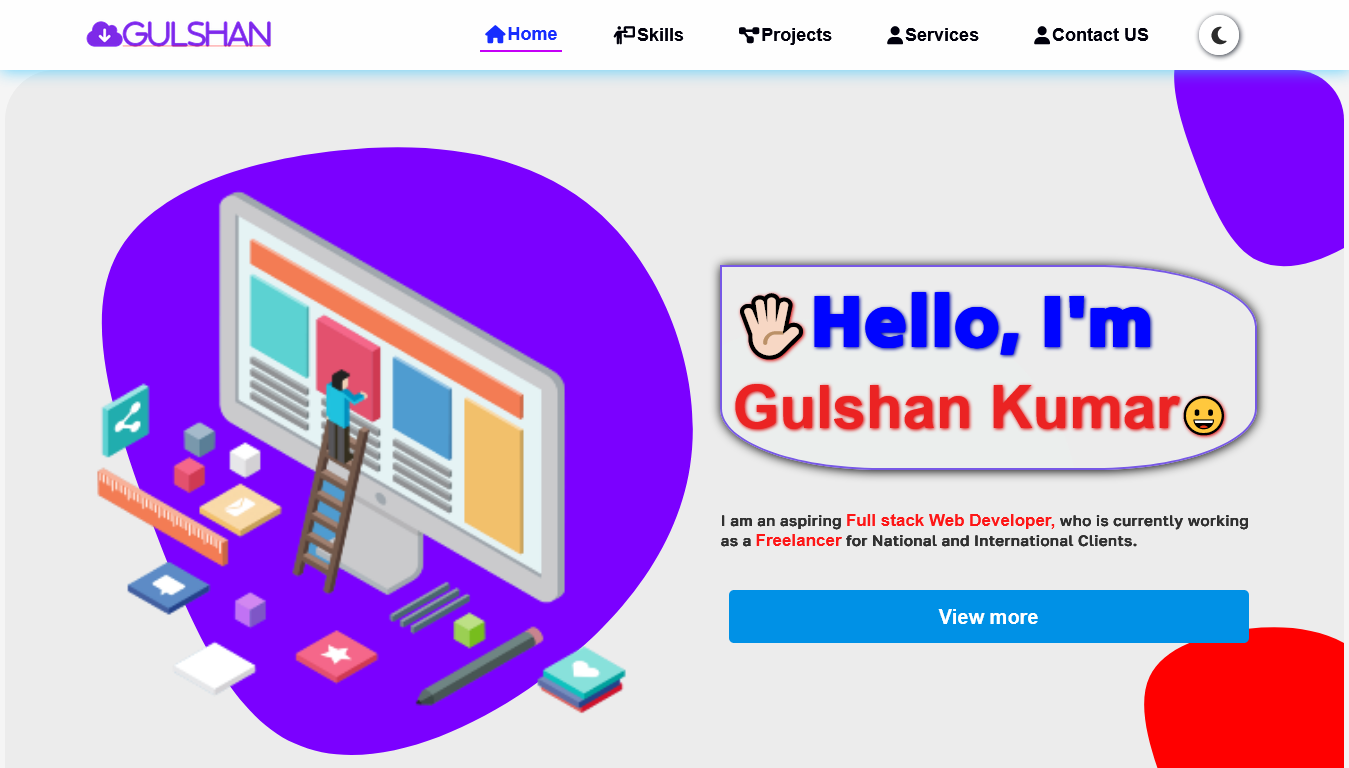 GULSHAN
Home
Skills
Projects
Services
Contact US
Hello, I'm
Gulshan Kumar
I am an aspiring Full stack Web Developer, who is currently working
as a Freelancer for National and International Clients.
View more